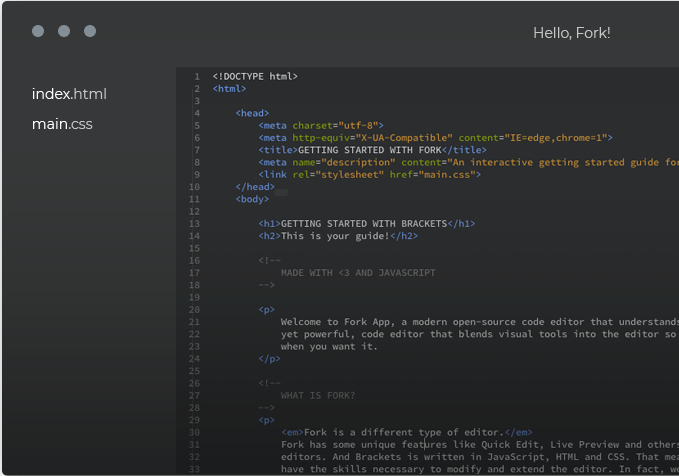 Hello, Fork!
index.html
main.css
1 <!DOCTYPE html>
2 <html>
3
4 <head>
5 <meta charset="utf-8">
6 <meta http-equiv="X-UA-Compatible" content="IE=edge,chrome=1">
7 <title>GETTING STARTED WITH FORK</title>
8 <meta name="description" content="An interactive getting started guide for
9 <link rel="stylesheet" href="main.css">
10 </head>
11 <body>
12
13 <h1>GETTING STARTED WITH BRACKETS</h1>
14 <h2>This is your guide!</h2>
15
16 <!--
17 MADE WITH <3 AND JAVASCRIPT
18 -->
19
20 <p>
21 Welcome to Fork App, a modern open-source code editor that understands
22 yet powerful, code editor that blends visual tools into the editor so
23 when you want it.
24 </p>
25
26 <!--
27 WHAT IS FORK?
28 -->
29 <p>
30 <em>Fork is a different type of editor.</em>
31 Fork has some unique features like Quick Edit, Live Preview and others
32 editors. And Brackets is written in JavaScript, HTML and CSS. That mea
33 have the skills necessary to modify and extend the editor. In fact, we